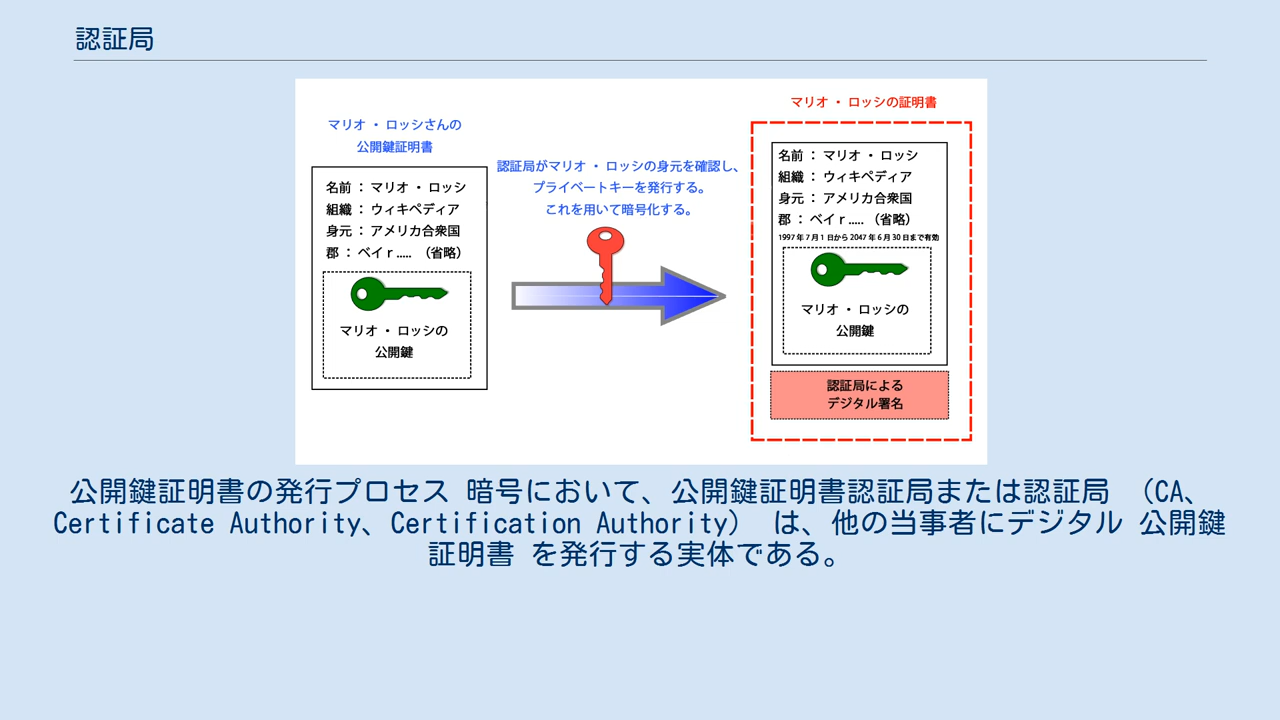 認証局
マリオ ・ ロッシさんの
公開鍵証明書
名前 : マリオ ・ ロッシ
組織 : ウィキペディア
身元 : アメリカ合衆国
郡 : ベイ r ..... （省略）
マリオ ・ ロッシの
公開鍵
認証局がマリオ ・ ロッシの身元を確認し、
プライベートキーを発行する。
これを用いて暗号化する。
マリオ ・ ロッシの証明書
名前 : マリオ ・ ロッシ
組織 : ウィキペディア
身元 : アメリカ合衆国
郡 : ベイ r ..... （省略）
1997 年 7 月 1 日から 2047 年 6 月 30 日まで有効
マリオ ・ ロッシの
公開鍵
認証局による
デジタル署名
公開鍵証明書の発行プロセス 暗号において、公開鍵証明書認証局または認証局 （CA、
Certificate Authority、Certification Authority） は、他の当事者にデジタル 公開鍵
証明書 を発行する実体である。